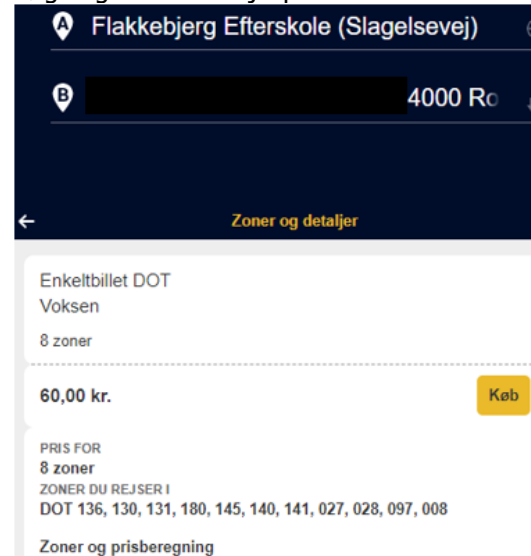 A Flakkebjerg Efterskole (Slagelsevej)
B 4000 Ro
Zoner og detaljer
Enkeltbillet DOT
Voksen
8 zoner
60,00 kr. Køb
PRIS FOR
8 zoner
ZONER DU REJSER I
DOT 136, 130, 131, 180, 145, 140, 141, 027, 028, 097, 008
Zoner og prisberegning